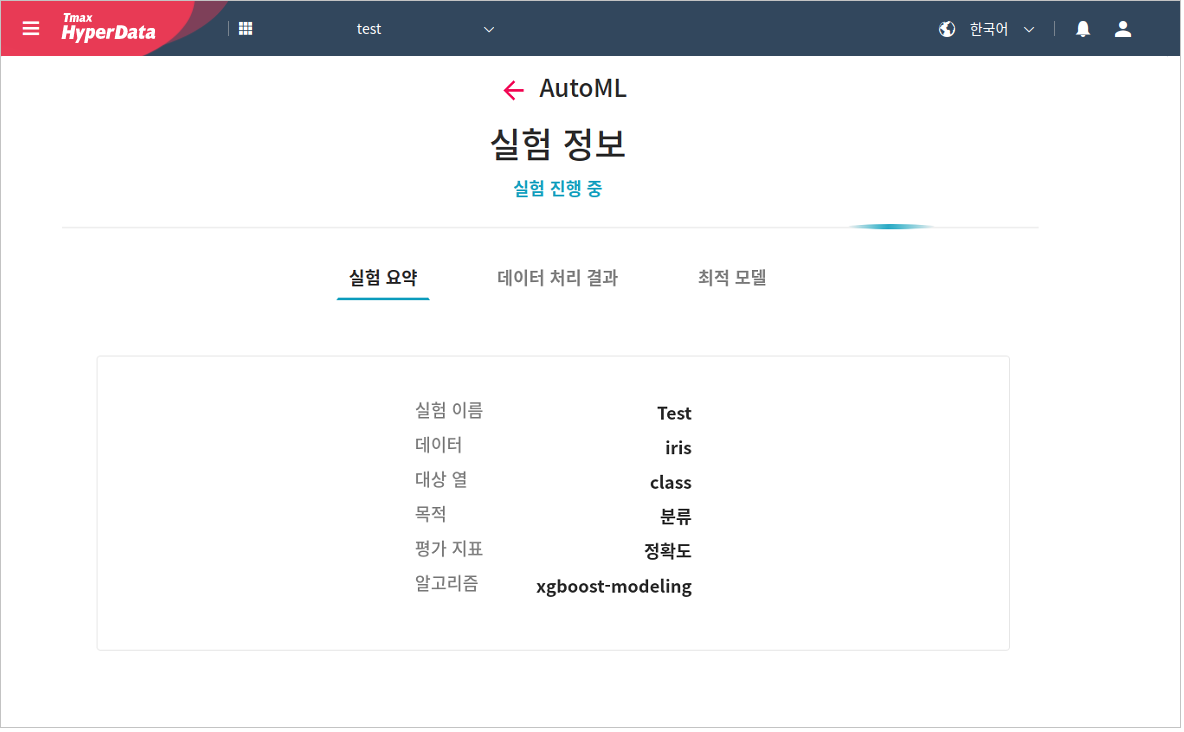 Tmax
HyperData
test
한국어
AutoML
실험 정보
실험 진행 중
실험 요약
데이터 처리 결과
최적 모델
실험 이름 Test
데이터 iris
대상 열 class
목적 분류
평가 지표 정확도
알고리즘 xgboost-modeling